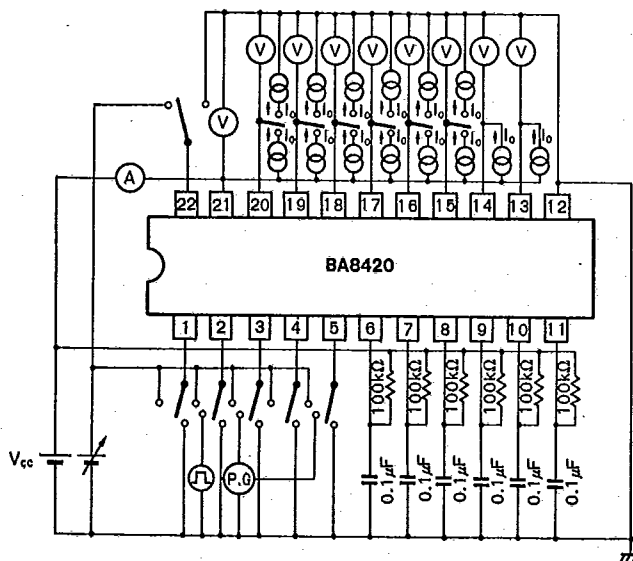 V V V V V V V V
V
I₀ I₀ I₀ I₀ I₀ I₀
I₀ I₀ I₀ I₀ I₀ I₀ I₀ I₀
A
22 21 20 19 18 17 16 15 14 13 12
BA8420
1 2 3 4 5 6 7 8 9 10 11
100kΩ 100kΩ 100kΩ 100kΩ 100kΩ 100kΩ
Vcc
P.G
0.1μF 0.1μF 0.1μF 0.1μF 0.1μF 0.1μF